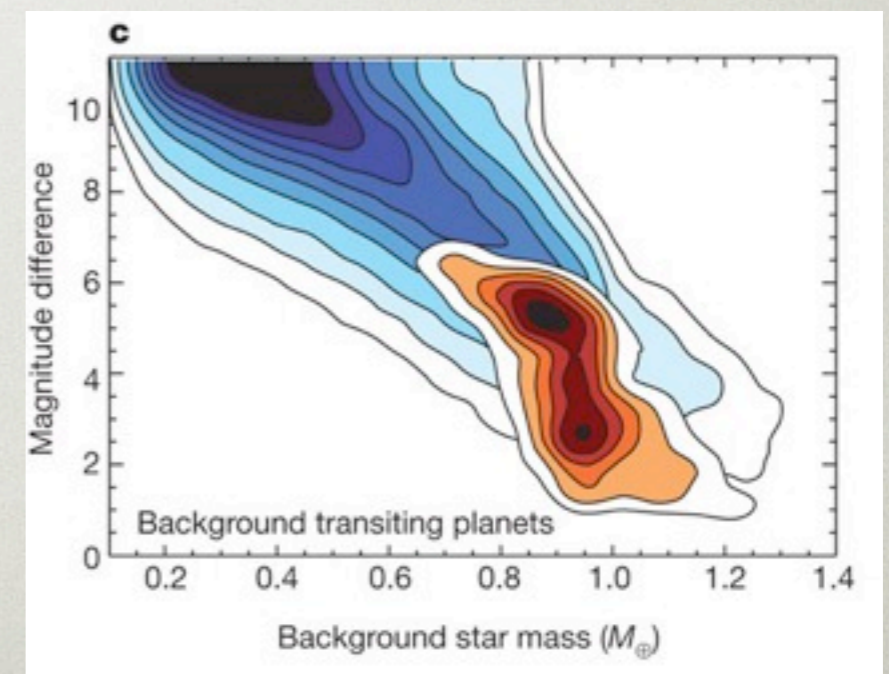 c
10
8
6
4
2
0
Magnitude difference
Background transiting planets
0.2 0.4 0.6 0.8 1.0 1.2 1.4
Background star mass (M⊕)